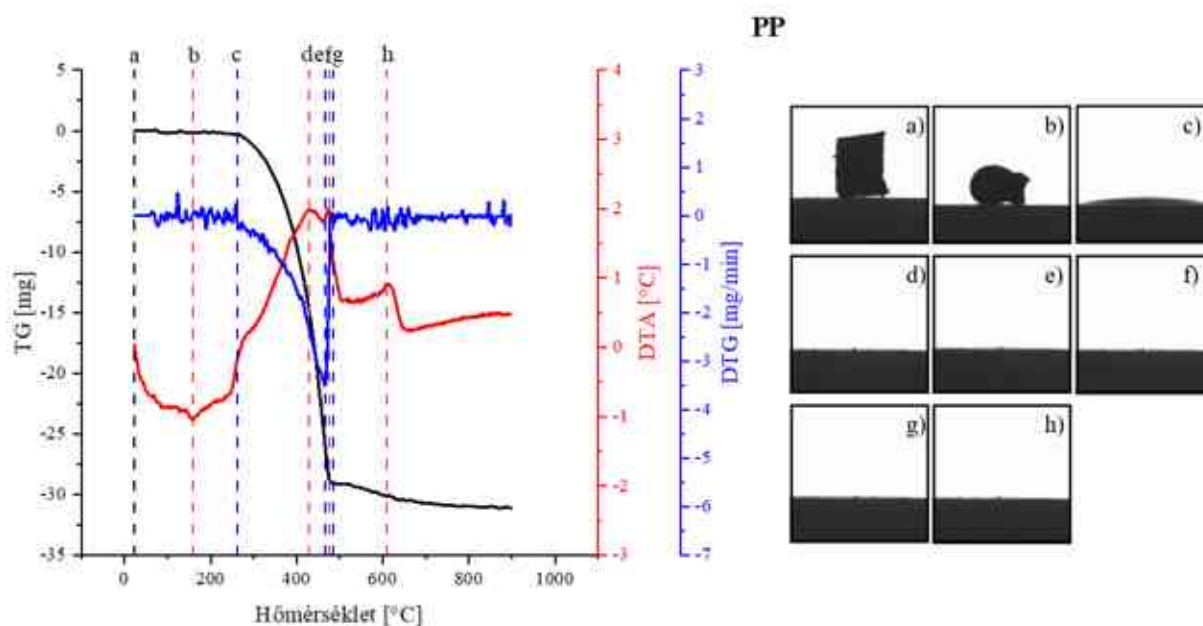 PP
a b c d e f g h
5
0
-5
-10
-15
-20
-25
-30
-35
TG [mg]
0 200 400 600 800 1000
Hőmérséklet [°C]
4
3
2
1
0
-1
-2
-3
DTA [°C]
3
2
1
0
-1
-2
-3
-4
-5
-6
-7
DTG [mg/min]
a) b) c)
d) e) f)
g) h)